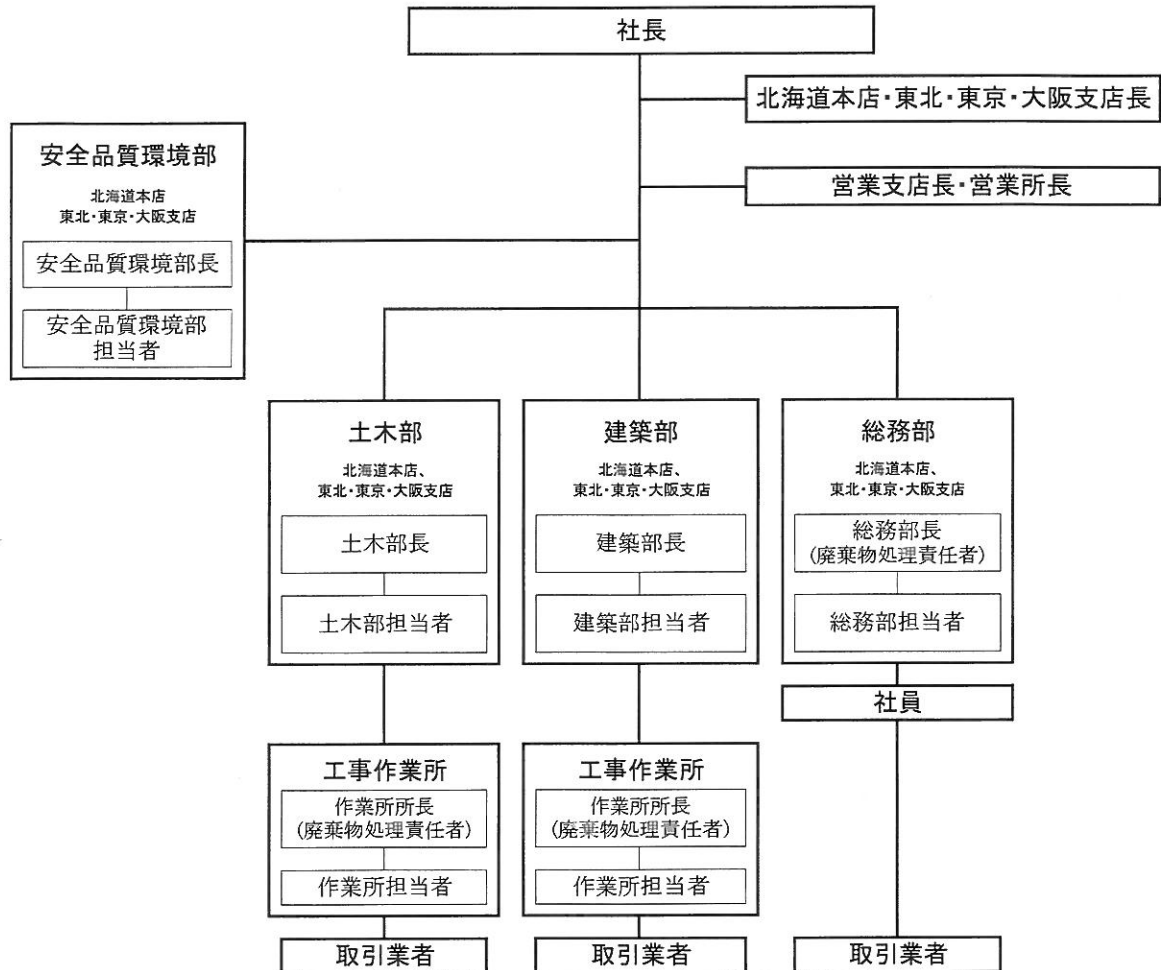 社長
北海道本店・東北・東京・大阪支店長
営業支店長・営業所長
安全品質環境部
北海道本店
東北・東京・大阪支店
安全品質環境部長
安全品質環境部
担当者
土木部
北海道本店、
東北・東京・大阪支店
土木部長
土木部担当者
工事作業所
作業所所長
(廃棄物処理責任者)
作業所担当者
取引業者
建築部
北海道本店、
東北・東京・大阪支店
建築部長
建築部担当者
工事作業所
作業所所長
(廃棄物処理責任者)
作業所担当者
取引業者
総務部
北海道本店、
東北・東京・大阪支店
総務部長
(廃棄物処理責任者)
総務部担当者
社員
取引業者